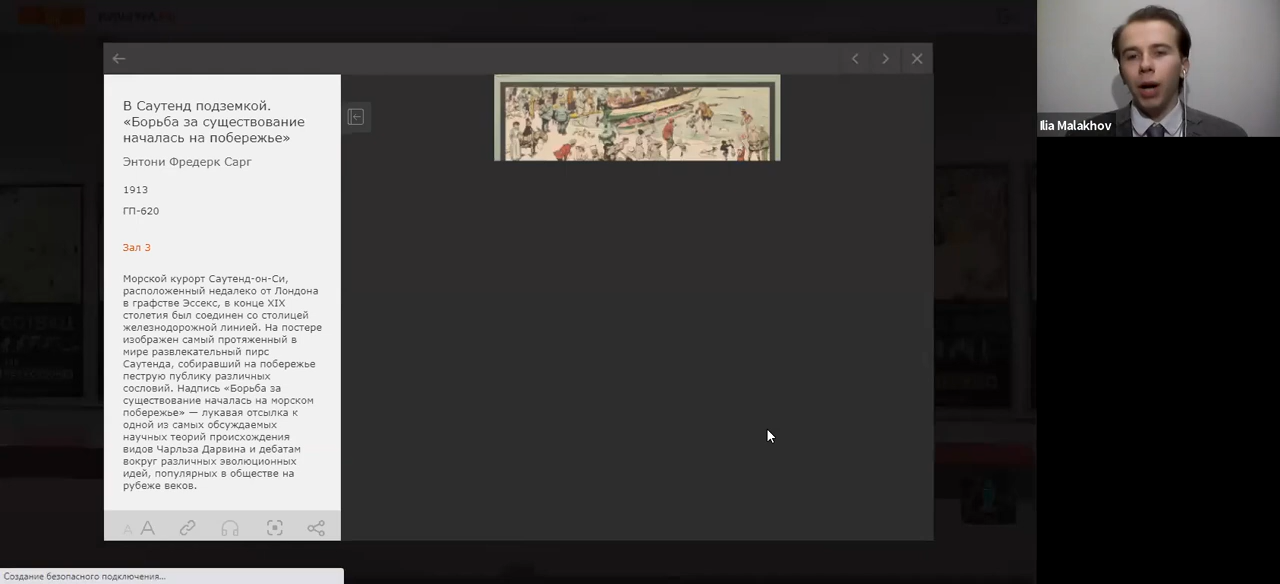 В Саутенд подземкой.
«Борьба за существование
началась на побережье»
Энтони Фредерк Сарг
1913
ГП-620
Зал 3
Морской курорт Саутенд-он-Си,
расположенный недалеко от Лондона
в графстве Эссекс, в конце XIX
столетия был соединен со столицей
железнодорожной линией. На постере
изображен самый протяженный в
мире развлекательный пирс
Саутенда, собиравший на побережье
пеструю публику различных
сословий. Надпись «Борьба за
существование началась на морском
побережье» — лукавая отсылка к
одной из самых обсуждаемых
научных теорий происхождения
видов Чарльза Дарвина и дебатам
вокруг различных эволюционных
идей, популярных в обществе на
рубеже веков.
A A
Ilia Malakhov
Создание безопасного подключения...